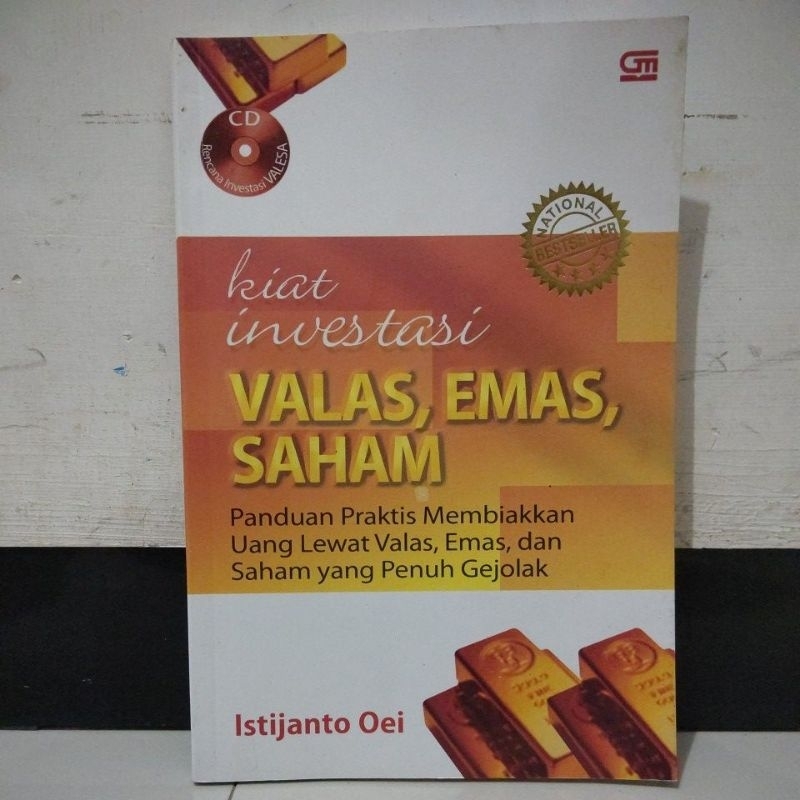 GM
CD
Rencana Investasi VALESA
NATIONAL
BESTSELLER
kiat
investasi
VALAS, EMAS,
SAHAM
Panduan Praktis Membiakkan
Uang Lewat Valas, Emas, dan
Saham yang Penuh Gejolak
Istijanto Oei